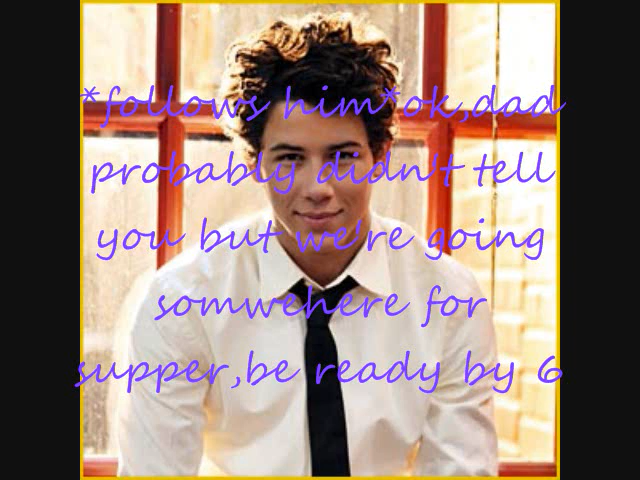 *follows him*ok,dad
probably didn't tell
you but we're going
somwehere for
supper,be ready by 6